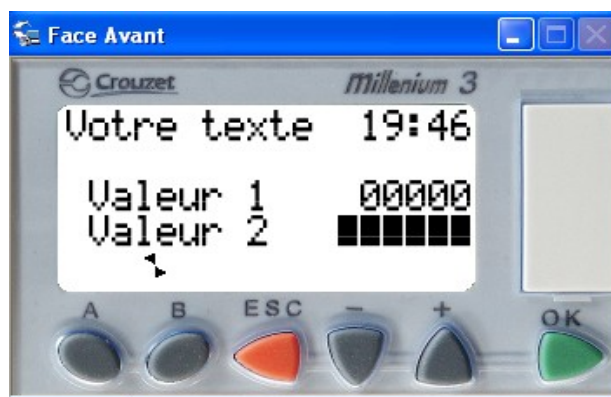 Face Avant
Crouzet Millenium 3
Votre texte 19:46
Valeur 1 00000
Valeur 2
A B ESC - + OK